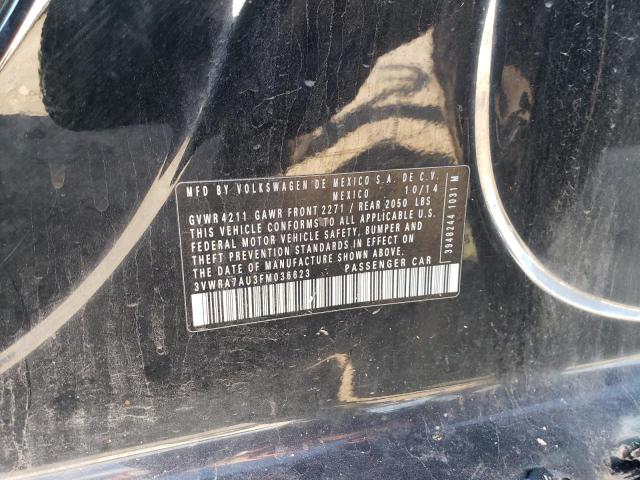 MFD BY VOLKSWAGEN DE MEXICO S.A. DE C.V.
MEXICO 10/14
GVWR 4211 GAWR FRONT 2271 / REAR 2050 LBS
THIS VEHICLE CONFORMS TO ALL APPLICABLE U.S.
FEDERAL MOTOR VEHICLE SAFETY, BUMPER AND
THEFT PREVENTION STANDARDS IN EFFECT ON
THE DATE OF MANUFACTURE SHOWN ABOVE.
3VWRA7AU3FM036623 PASSENGER CAR
3948244 1031 M